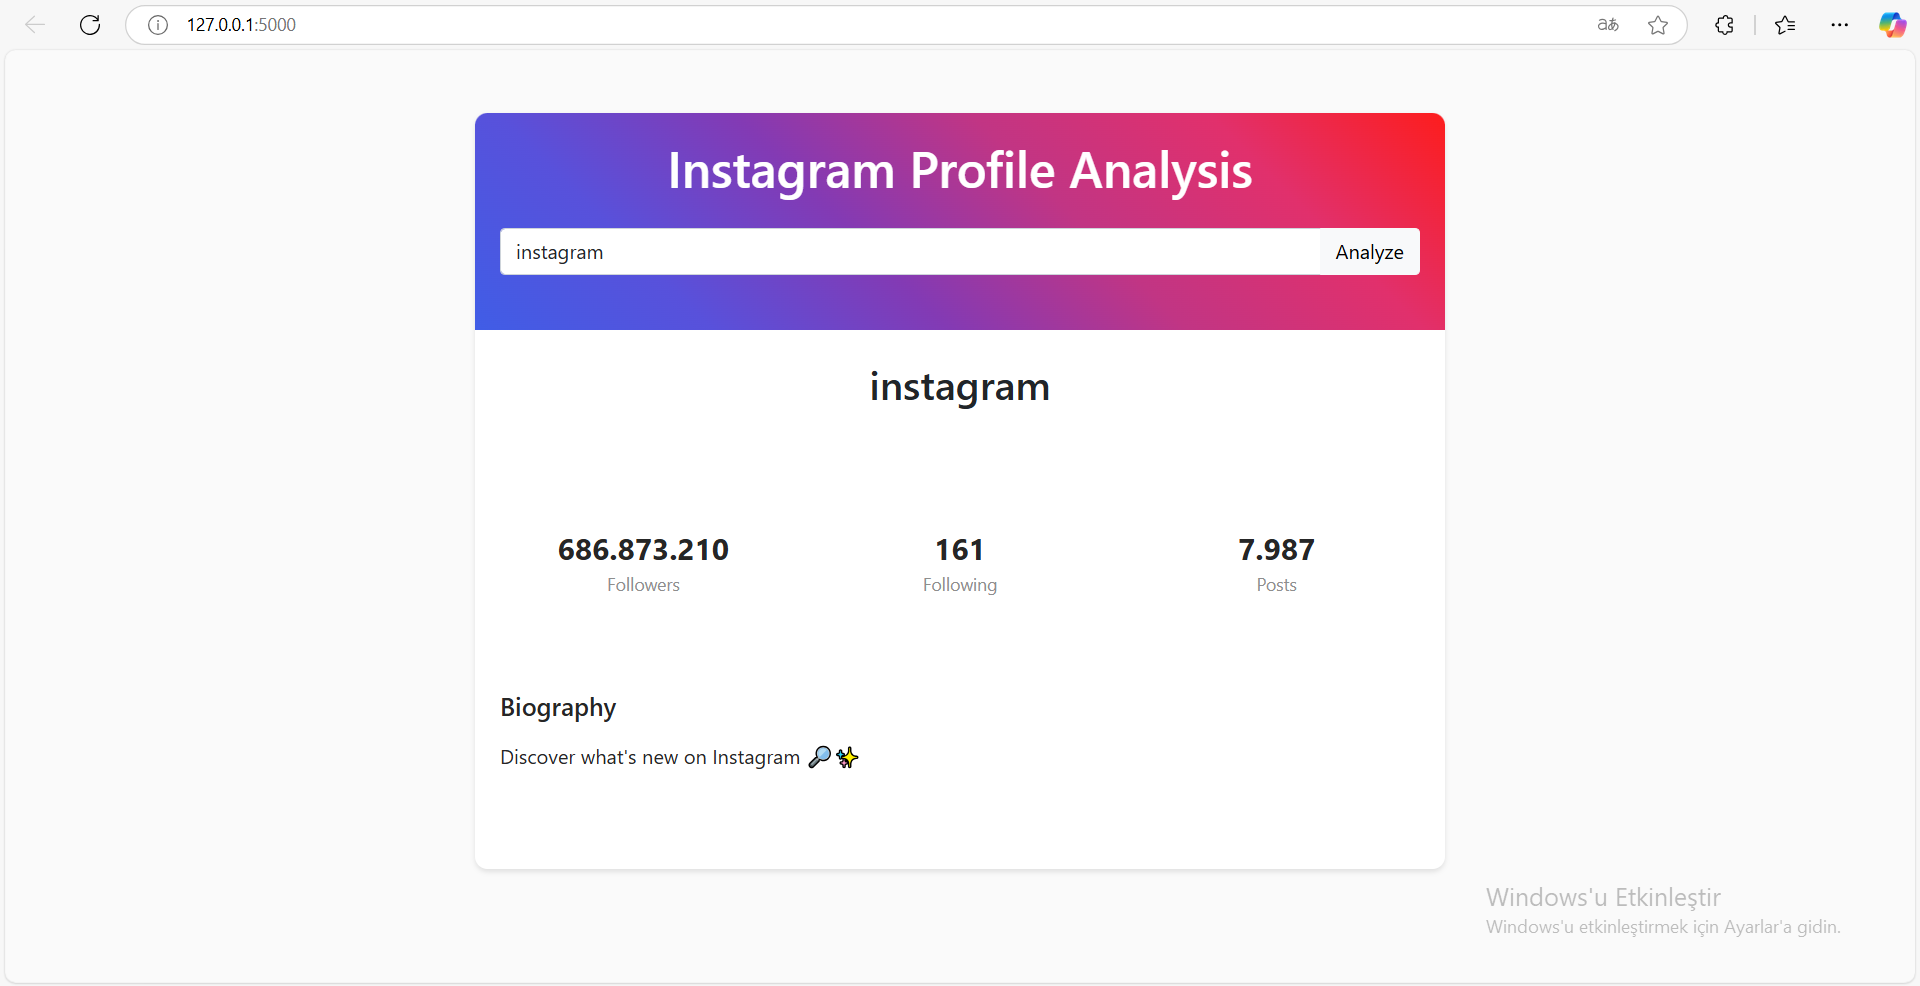 127.0.0.1:5000
Instagram Profile Analysis
instagram
Analyze
instagram
686.873.210
Followers
161
Following
7.987
Posts
Biography
Discover what's new on Instagram 🔎✨
Windows'u Etkinleştir
Windows'u etkinleştirmek için Ayarlar'a gidin.